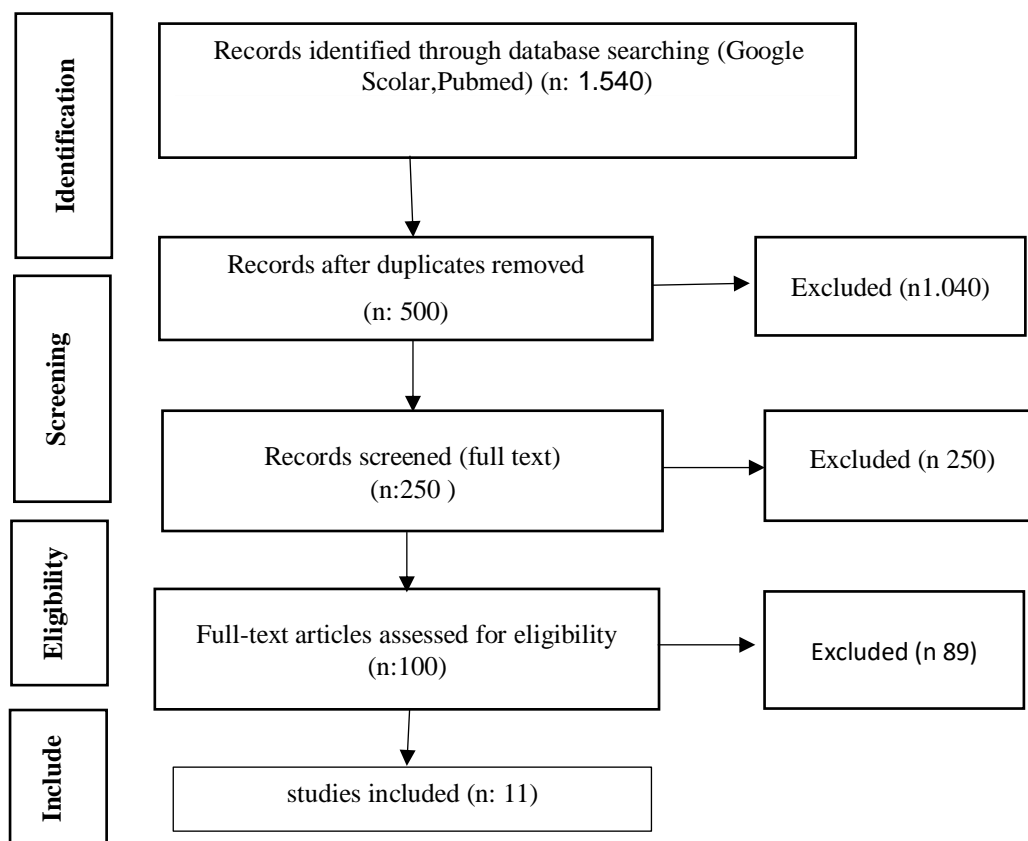 Identification
Records identified through database searching (Google
Scolar,Pubmed) (n: 1.540)
Records after duplicates removed
(n: 500)
Excluded (n1.040)
Screening
Records screened (full text)
(n:250 )
Excluded (n 250)
Eligibility
Full-text articles assessed for eligibility
(n:100)
Excluded (n 89)
Include
studies included (n: 11)